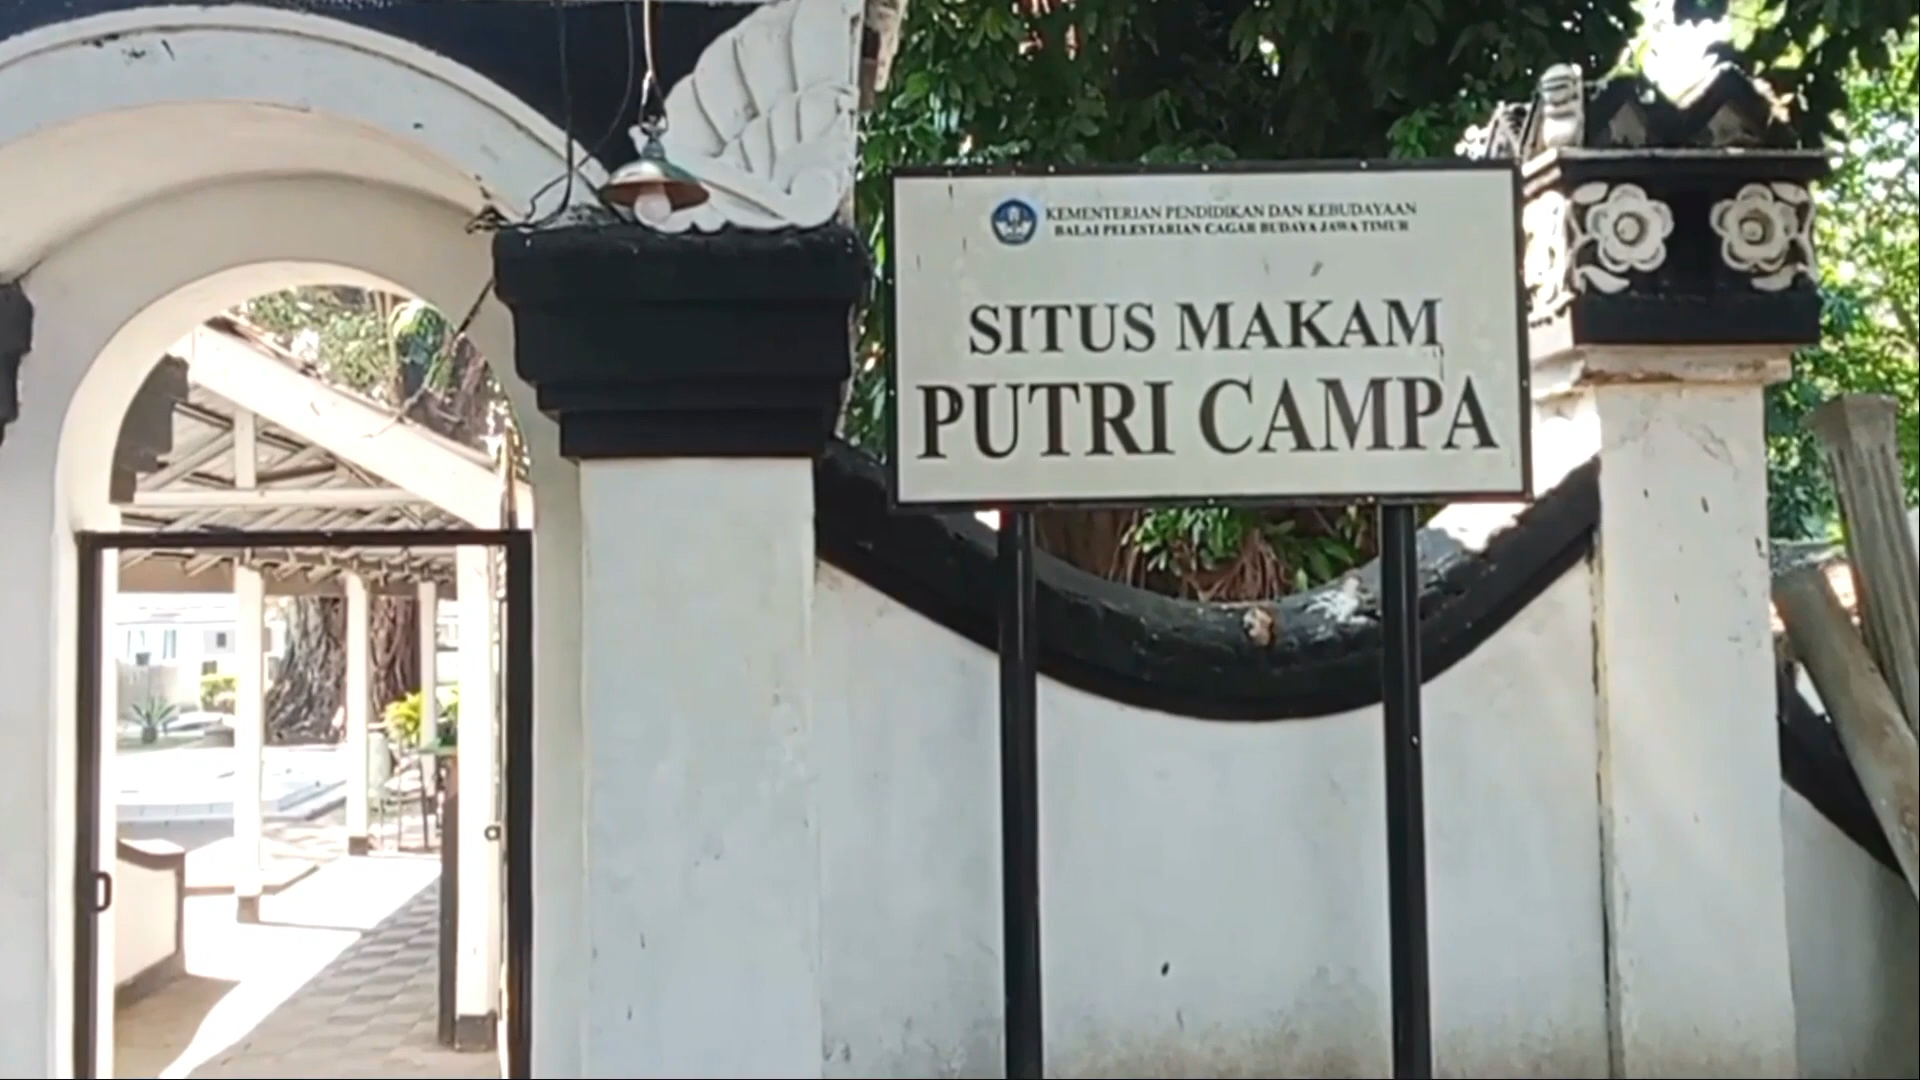 KEMENTERIAN PENDIDIKAN DAN KEBUDAYAAN
BALAI PELESTARIAN CAGAR BUDAYA JAWA TIMUR
SITUS MAKAM
PUTRI CAMPA